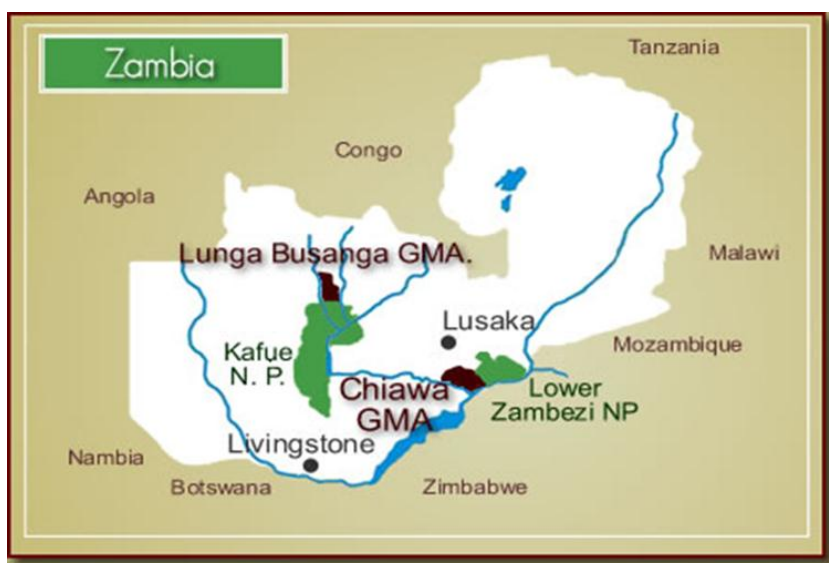 Zambia
Tanzania
Congo
Angola
Malawi
Lunga Busanga GMA.
Lusaka
Mozambique
Kafue
N. P.
Chiawa
GMA
Lower
Zambezi NP
Livingstone
Nambia
Botswana
Zimbabwe